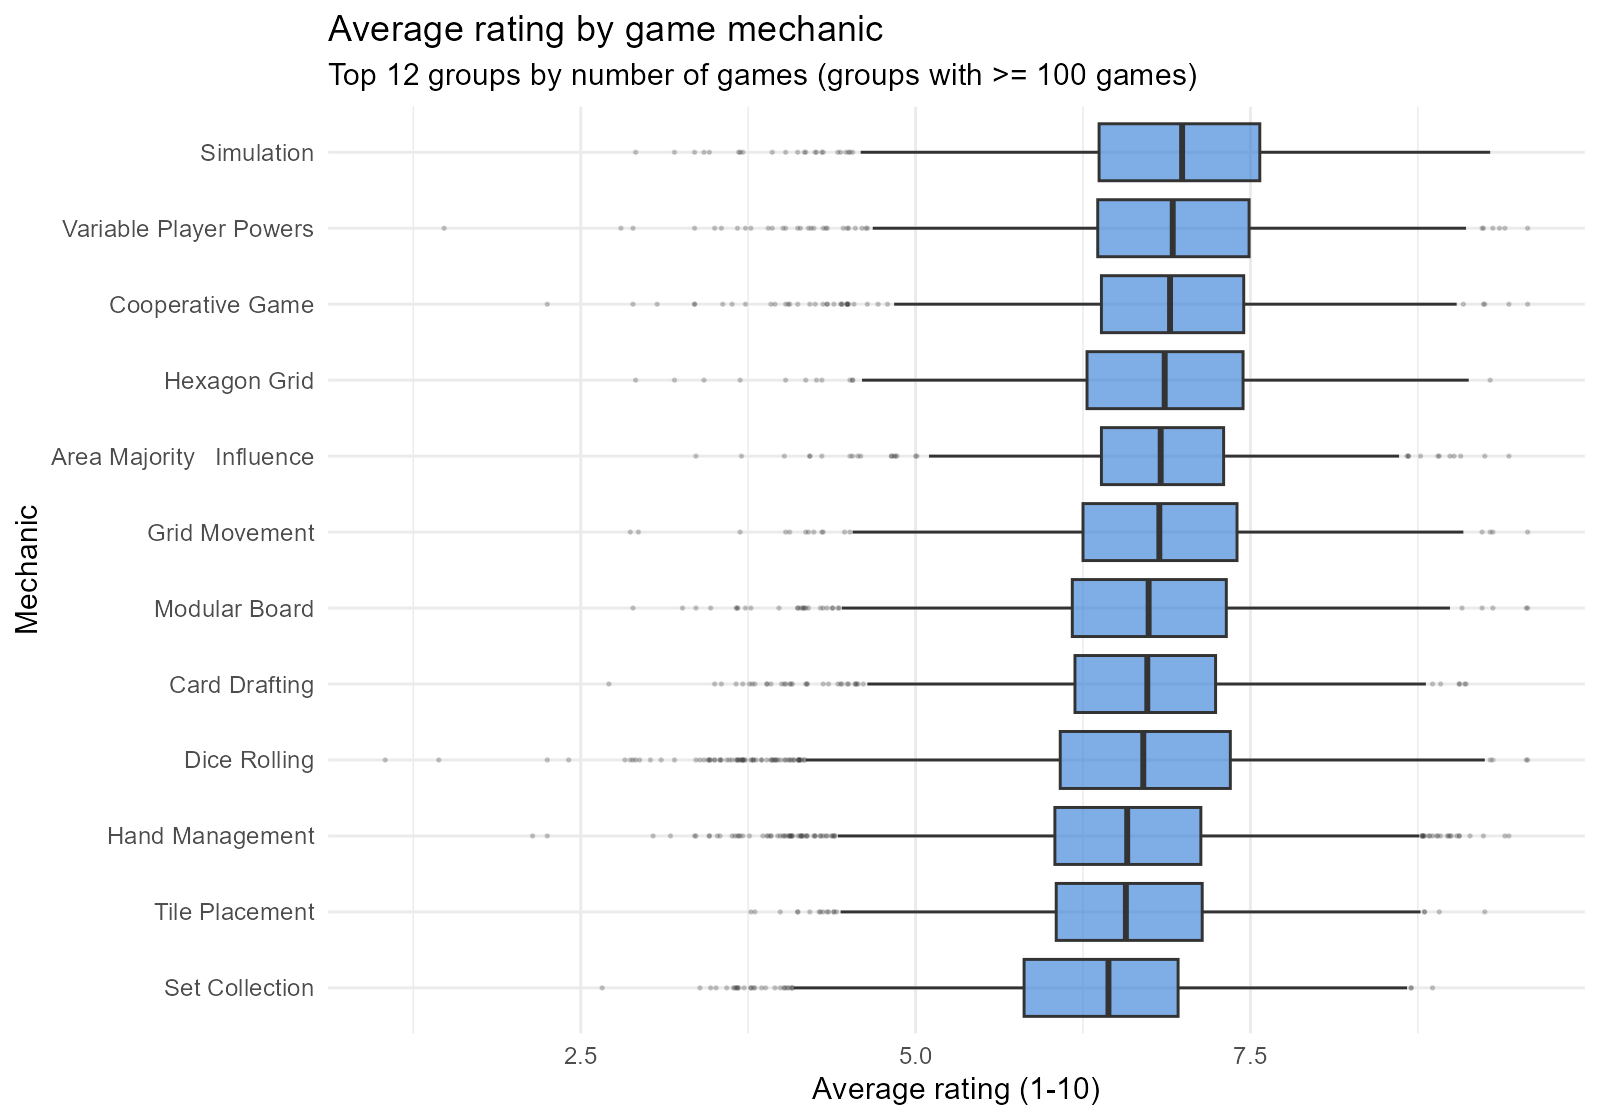 Average rating by game mechanic
Top 12 groups by number of games (groups with >= 100 games)
Mechanic
Simulation
Variable Player Powers
Cooperative Game
Hexagon Grid
Area Majority   Influence
Grid Movement
Modular Board
Card Drafting
Dice Rolling
Hand Management
Tile Placement
Set Collection
2.5 5.0 7.5
Average rating (1-10)